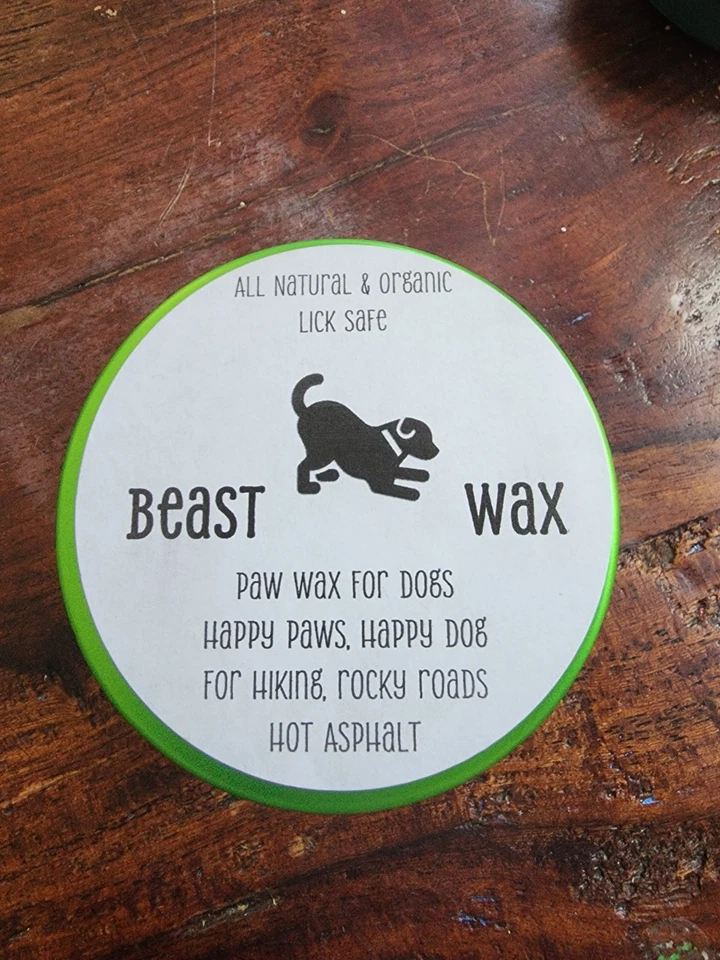 ALL NATURAL & ORGANIC
LICK SAFE
BEAST WAX
PAW WAX FOR DOGS
HAPPY PAWS, HAPPY DOG
FOR HIKING, ROCKY ROADS
HOT ASPHALT